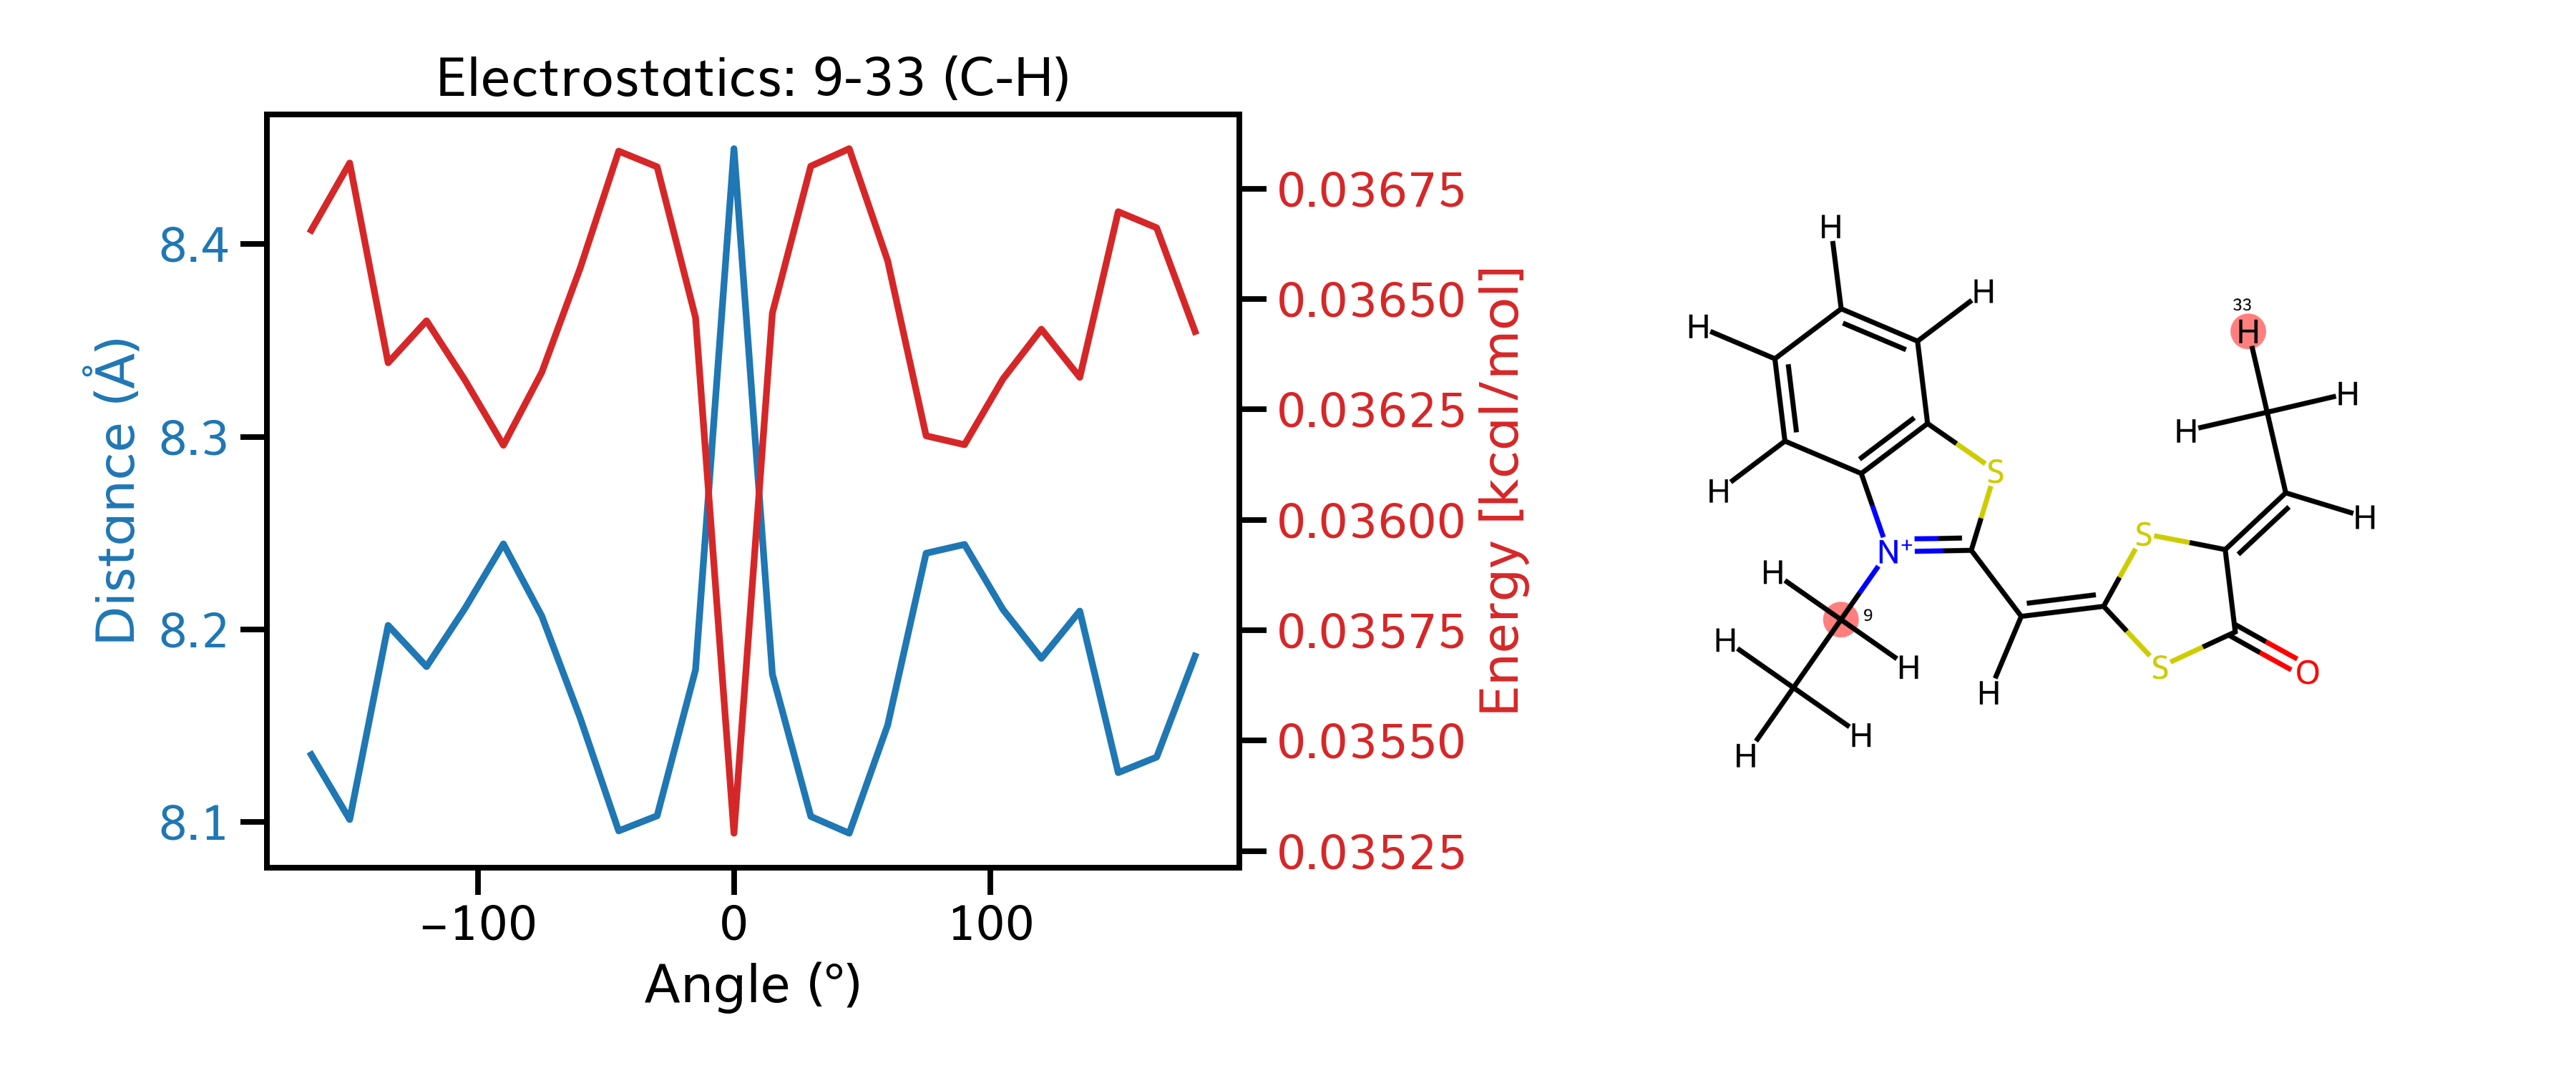 Electrostatics: 9-33 (C-H)
Distance (Å)
8.4
8.3
8.2
8.1
−100
0
100
Angle (°)
0.03675
0.03650
0.03625
0.03600
0.03575
0.03550
0.03525
Energy [kcal/mol]
H
H
33
H
H
H
H
H
S
H
H
S
N+
H
9
H
H
S
O
H
H
H